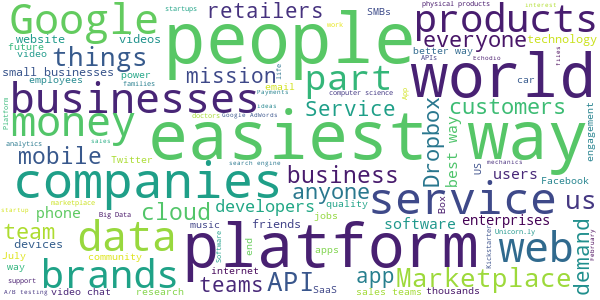 startups
physical products
interest
Google
people
retailers
SMBs
products
work
website
videos
everyone
technology
future
video
things
mission
part
world
better way
APIs
Echodio
files
small businesses
power
life
car
employees
families
email
computer science
day
businesses
Payments
ideas
Service
customers
Platform
money
doctors
Google AdWords
easiest
way
Dropbox
best way
engagement
analytics
sales
Twitter
mobile
search engine
US
mechanics
companies
business
anyone
users
Facebook
marketplace
Box
service
us
startup
Big Data
phone
cloud
developers
quality
jobs
enterprises
Kickstarter
Unicorn.ly
demand
February
team
data
music
friends
software
platform
web
July
devices
community
Software
end
apps
way
brands
internet
teams
API
app
Marketplace
support
A/B testing
video chat
research
SaaS
sales teams
thousands